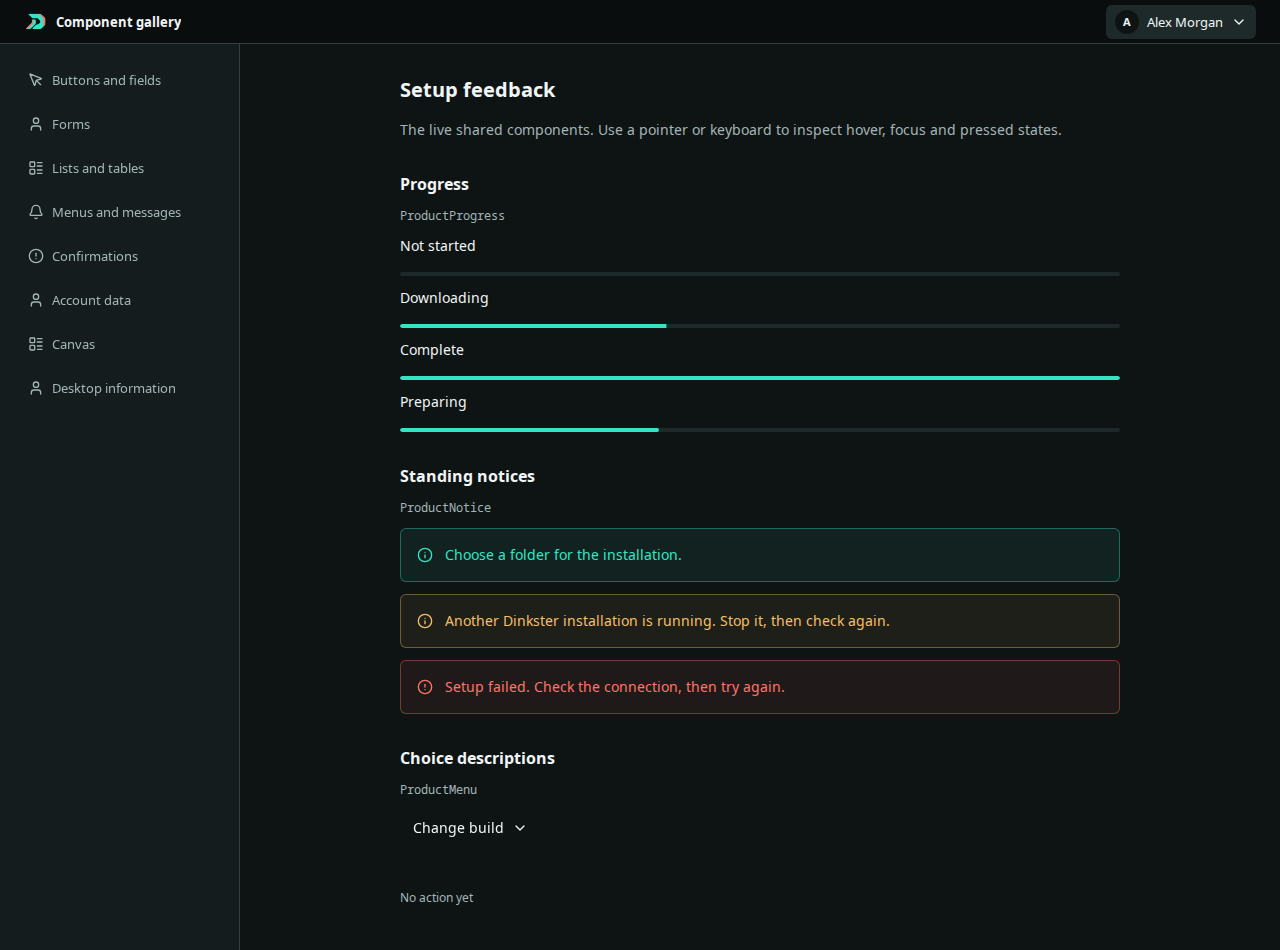 Component gallery
A
Alex Morgan
Buttons and fields
Forms
Lists and tables
Menus and messages
Confirmations
Account data
Canvas
Desktop information
Setup feedback
The live shared components. Use a pointer or keyboard to inspect hover, focus and pressed states.
Progress
ProductProgress
Not started
Downloading
Complete
Preparing
Standing notices
ProductNotice
Choose a folder for the installation.
Another Dinkster installation is running. Stop it, then check again.
Setup failed. Check the connection, then try again.
Choice descriptions
ProductMenu
Change build
No action yet